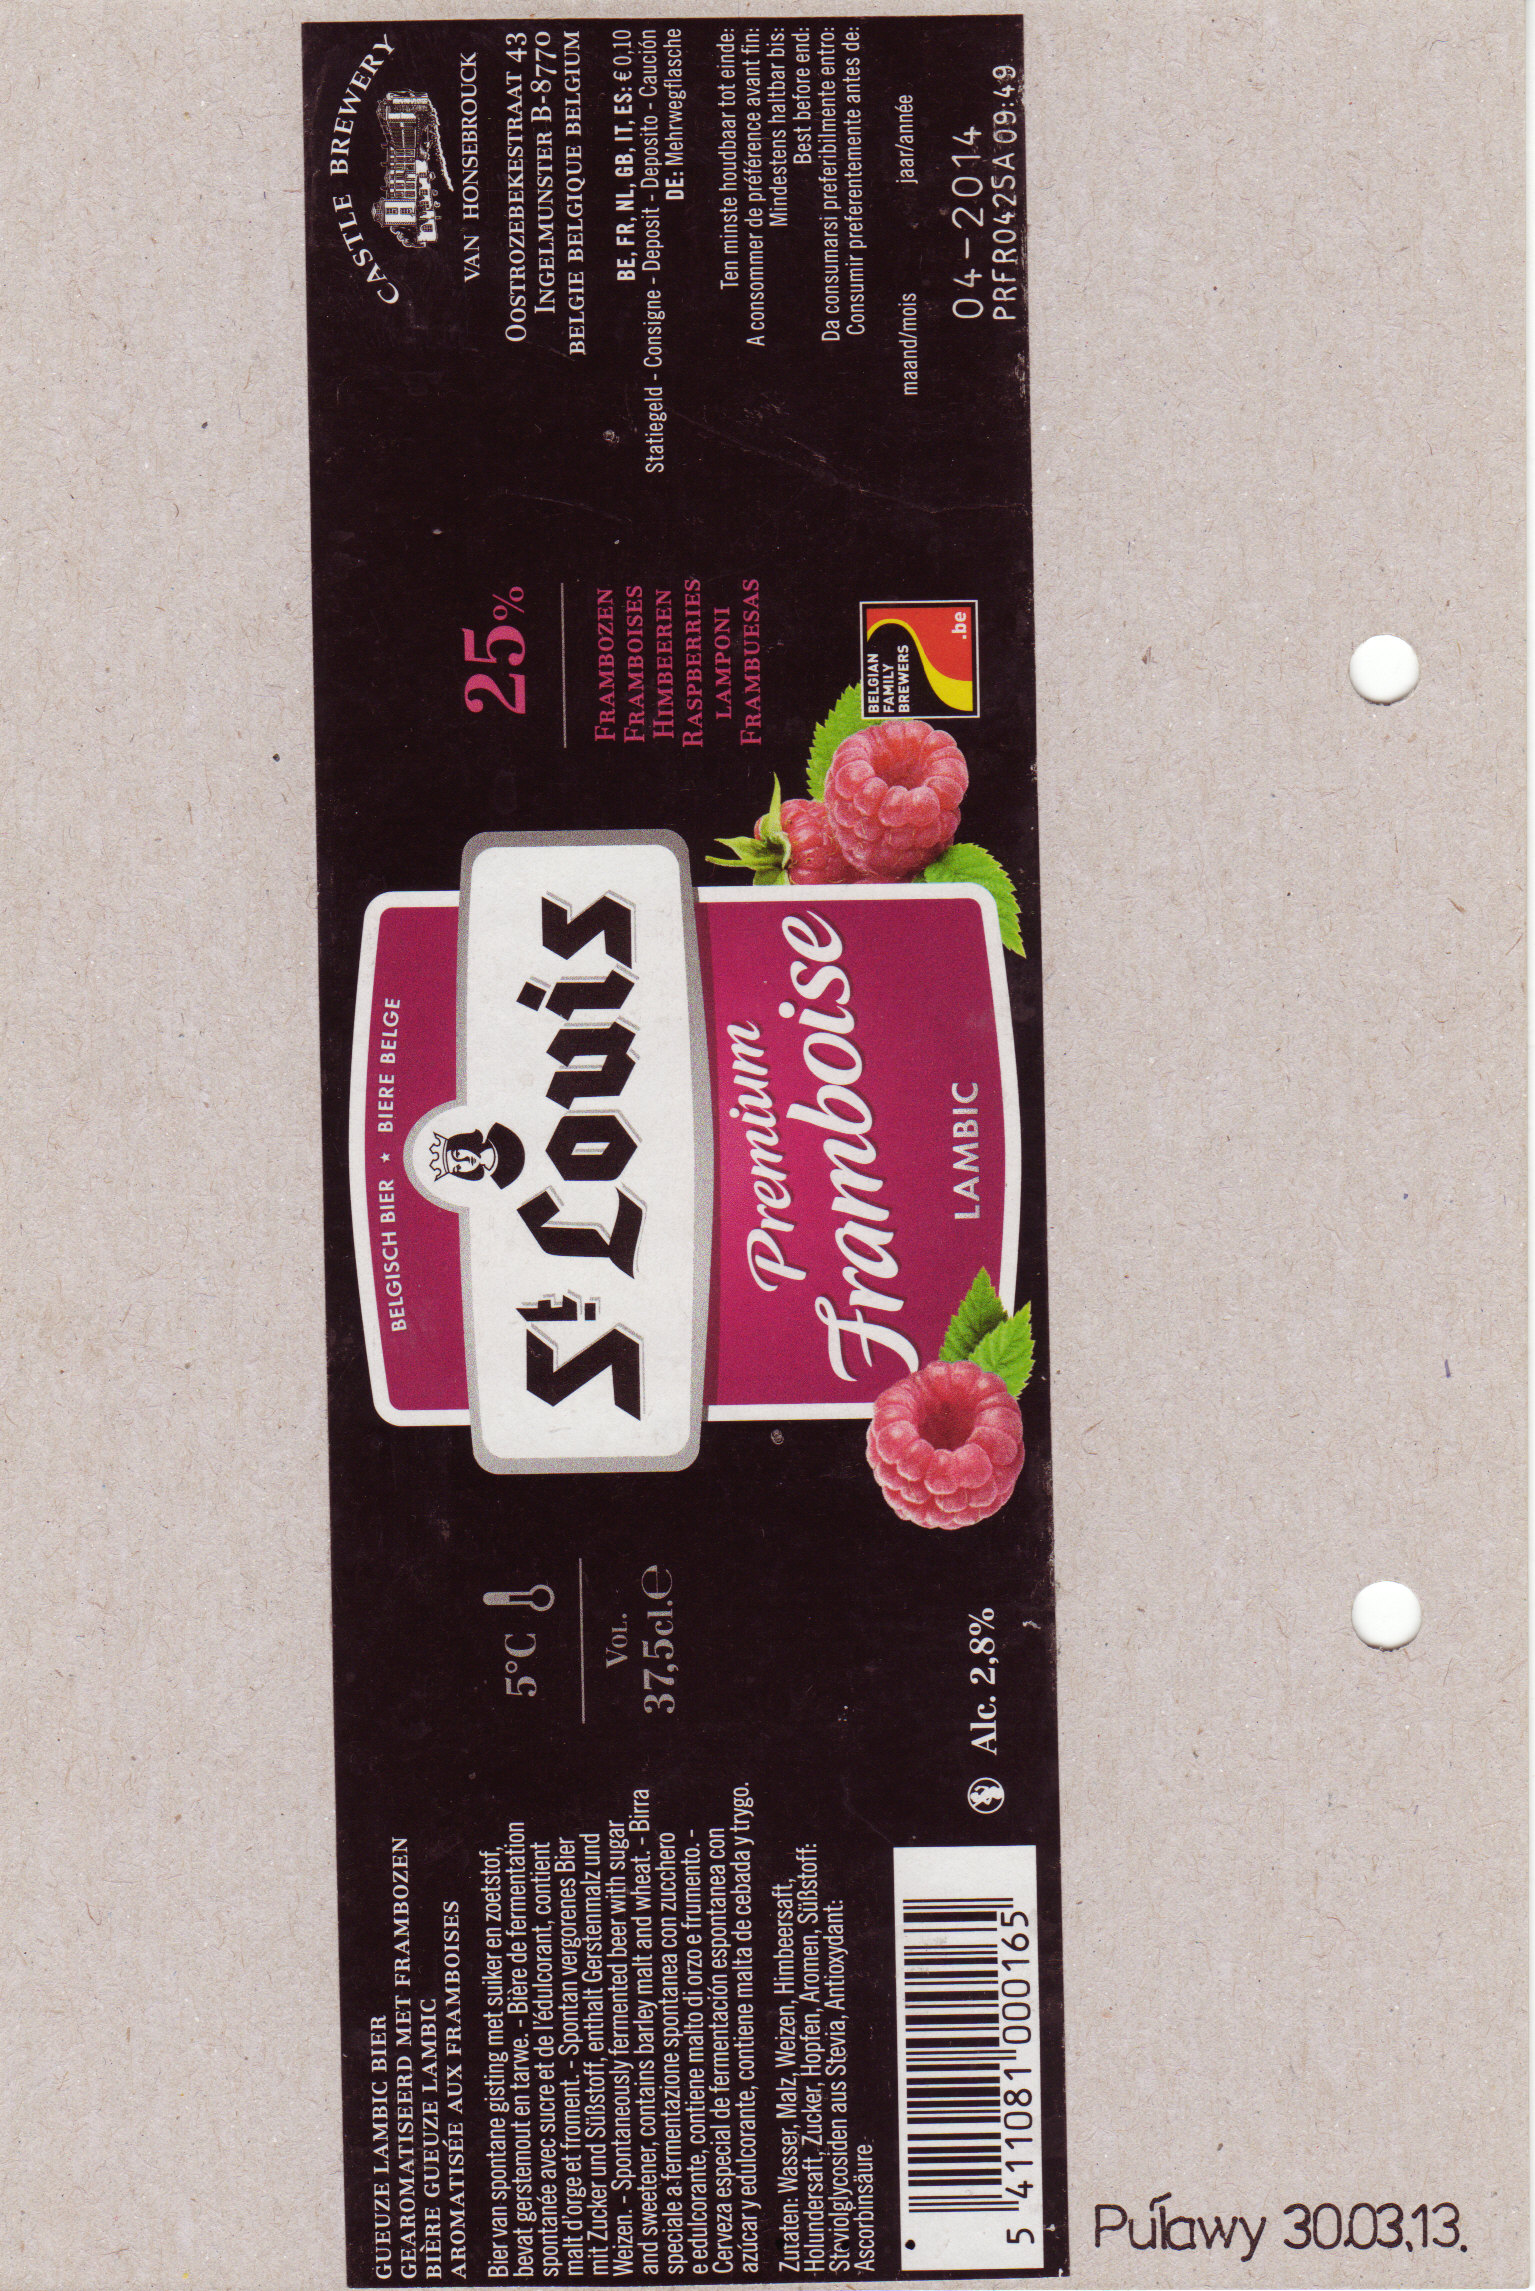 GUEUZE LAMBIC BIER
GEAROMATISEERD MET FRAMBOZEN
BIÈRE GUEUZE LAMBIC
AROMATISÉE AUX FRAMBOISES
Bier van spontane gisting met suiker en zoetstof,
bevat gerstemout en tarwe. - Bière de fermentation
spontanée avec sucre et de l'édulcorant, contient
malt d'orge et froment. - Spontan vergorenes Bier
mit Zucker und Süßstoff, enthalt Gerstenmalz und
Weizen. - Spontaneously fermented beer with sugar
and sweetener, contains barley malt and wheat. - Birra
speciale a fermentazione spontanea con zucchero
e edulcorante, contiene malto di orzo e frumento. -
Cerveza especial de fermentación espontanea con
azúcar y edulcorante, contiene malta de cebada y trygo.
Zutaten: Wasser, Malz, Weizen, Himbeersaft,
Holundersaft, Zucker, Hopfen, Aromen, Süßstoff:
Steviolglycosiden aus Stevia, Antioxydant:
Ascorbinsäure
5 411081 000165
5°C
VOL.
37,5cl.e
Alc. 2,8%
BELGISCH BIER ★ BIERE BELGE
St Louis
Premium
Framboise
LAMBIC
25%
FRAMBOZEN
FRAMBOISES
HIMBEEREN
RASPBERRIES
LAMPONI
FRAMBUESAS
BELGIAN
FAMILY
BREWERS
.be
CASTLE BREWERY
VAN HONSEBROUCK
OOSTROZEBEKESTRAAT 43
INGELMUNSTER B-8770
BELGIE BELGIQUE BELGIUM
BE, FR, NL, GB, IT, ES: € 0,10
Statiegeld - Consigne - Deposit - Deposito - Caución
DE: Mehrwegflasche
Ten minste houdbaar tot einde:
A consommer de préférence avant fin:
Mindestens haltbar bis:
Best before end:
Da consumarsi preferibilmente entro:
Consumir preferentemente antes de:
maand/mois jaar/année
04-2014
PRFR0425A 09:49
Puławy 30.03.13.